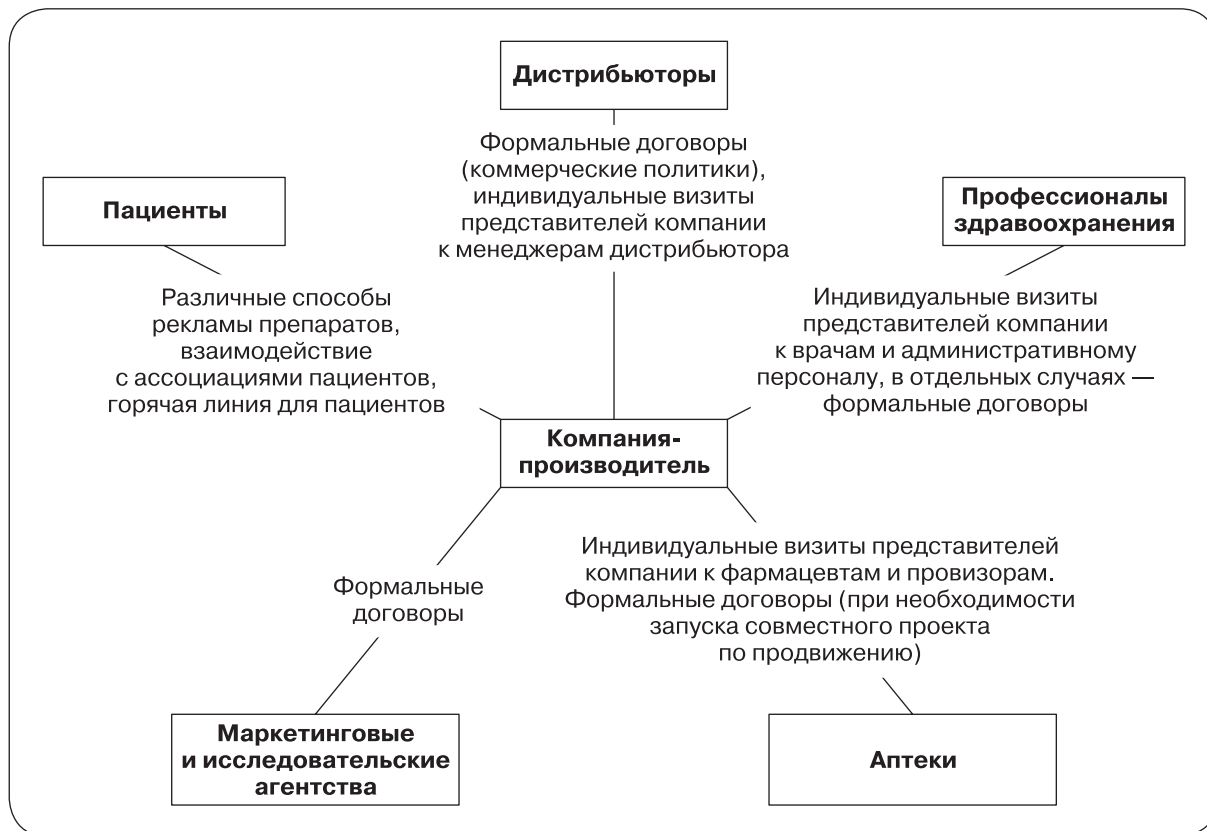 Дистрибьюторы
Формальные договоры
(коммерческие политики),
индивидуальные визиты
представителей компании
к менеджерам дистрибьютора
Пациенты
Профессионалы
здравоохранения
Различные способы
рекламы препаратов,
взаимодействие
с ассоциациями пациентов,
горячая линия для пациентов
Индивидуальные визиты
представителей компании
к врачам и административному
персоналу, в отдельных случаях —
формальные договоры
Компания-
производитель
Формальные
договоры
Индивидуальные визиты представителей
компании к фармацевтам и провизорам.
Формальные договоры (при необходимости
запуска совместного проекта
по продвижению)
Маркетинговые
и исследовательские
агентства
Аптеки